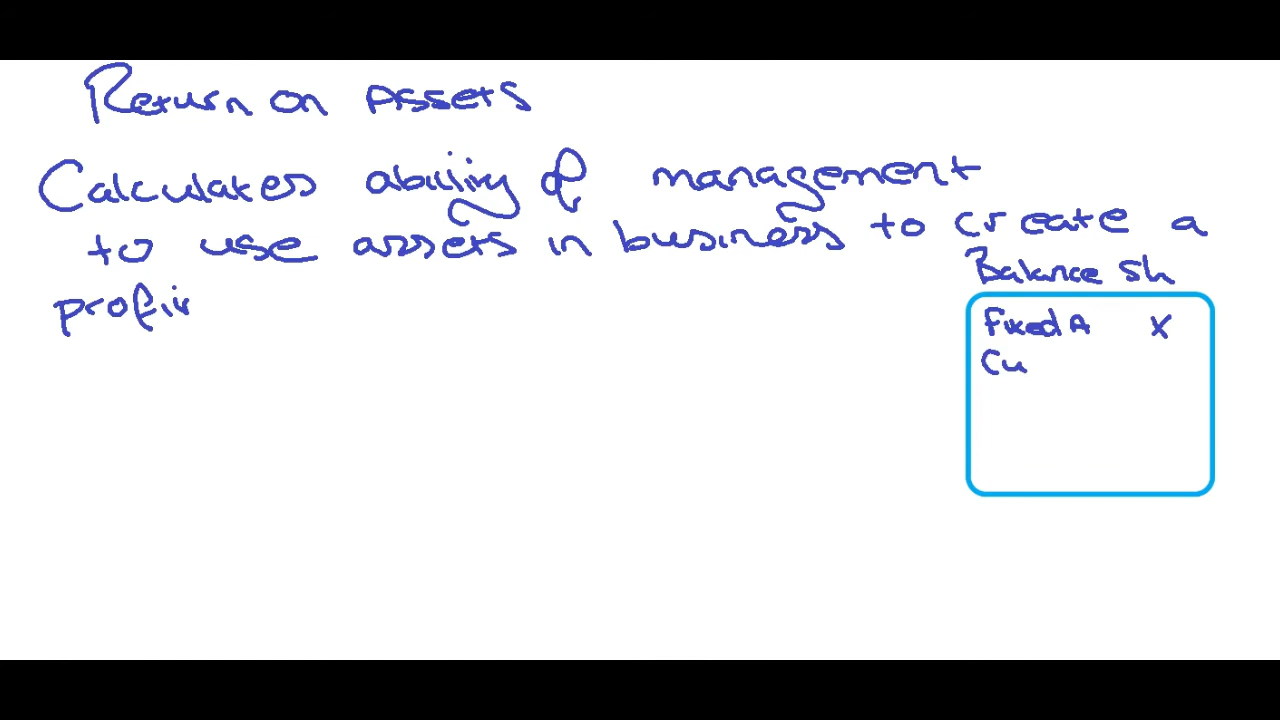 Return on Assets
Calculates ability of management
to use assets in business to create a
profit
Balance Sh
Fixed A X
Cu